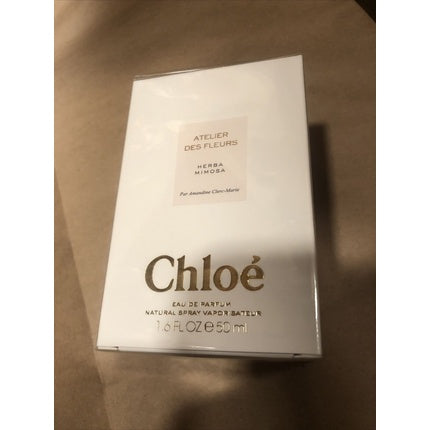 ATELIER
DES FLEURS
HERBA
MIMOSA
Par Amandine Clerc-Marie
Chloé
EAU DE PARFUM
NATURAL SPRAY VAPORISATEUR
1.6 FL OZ e 50 ml